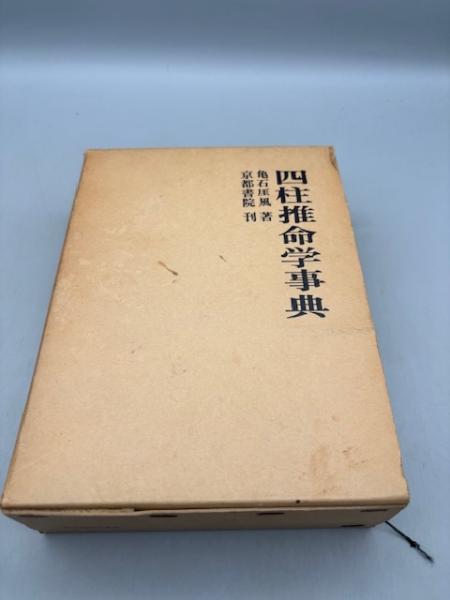 四柱推命学事典
亀石厓風 著
京都書院 刊